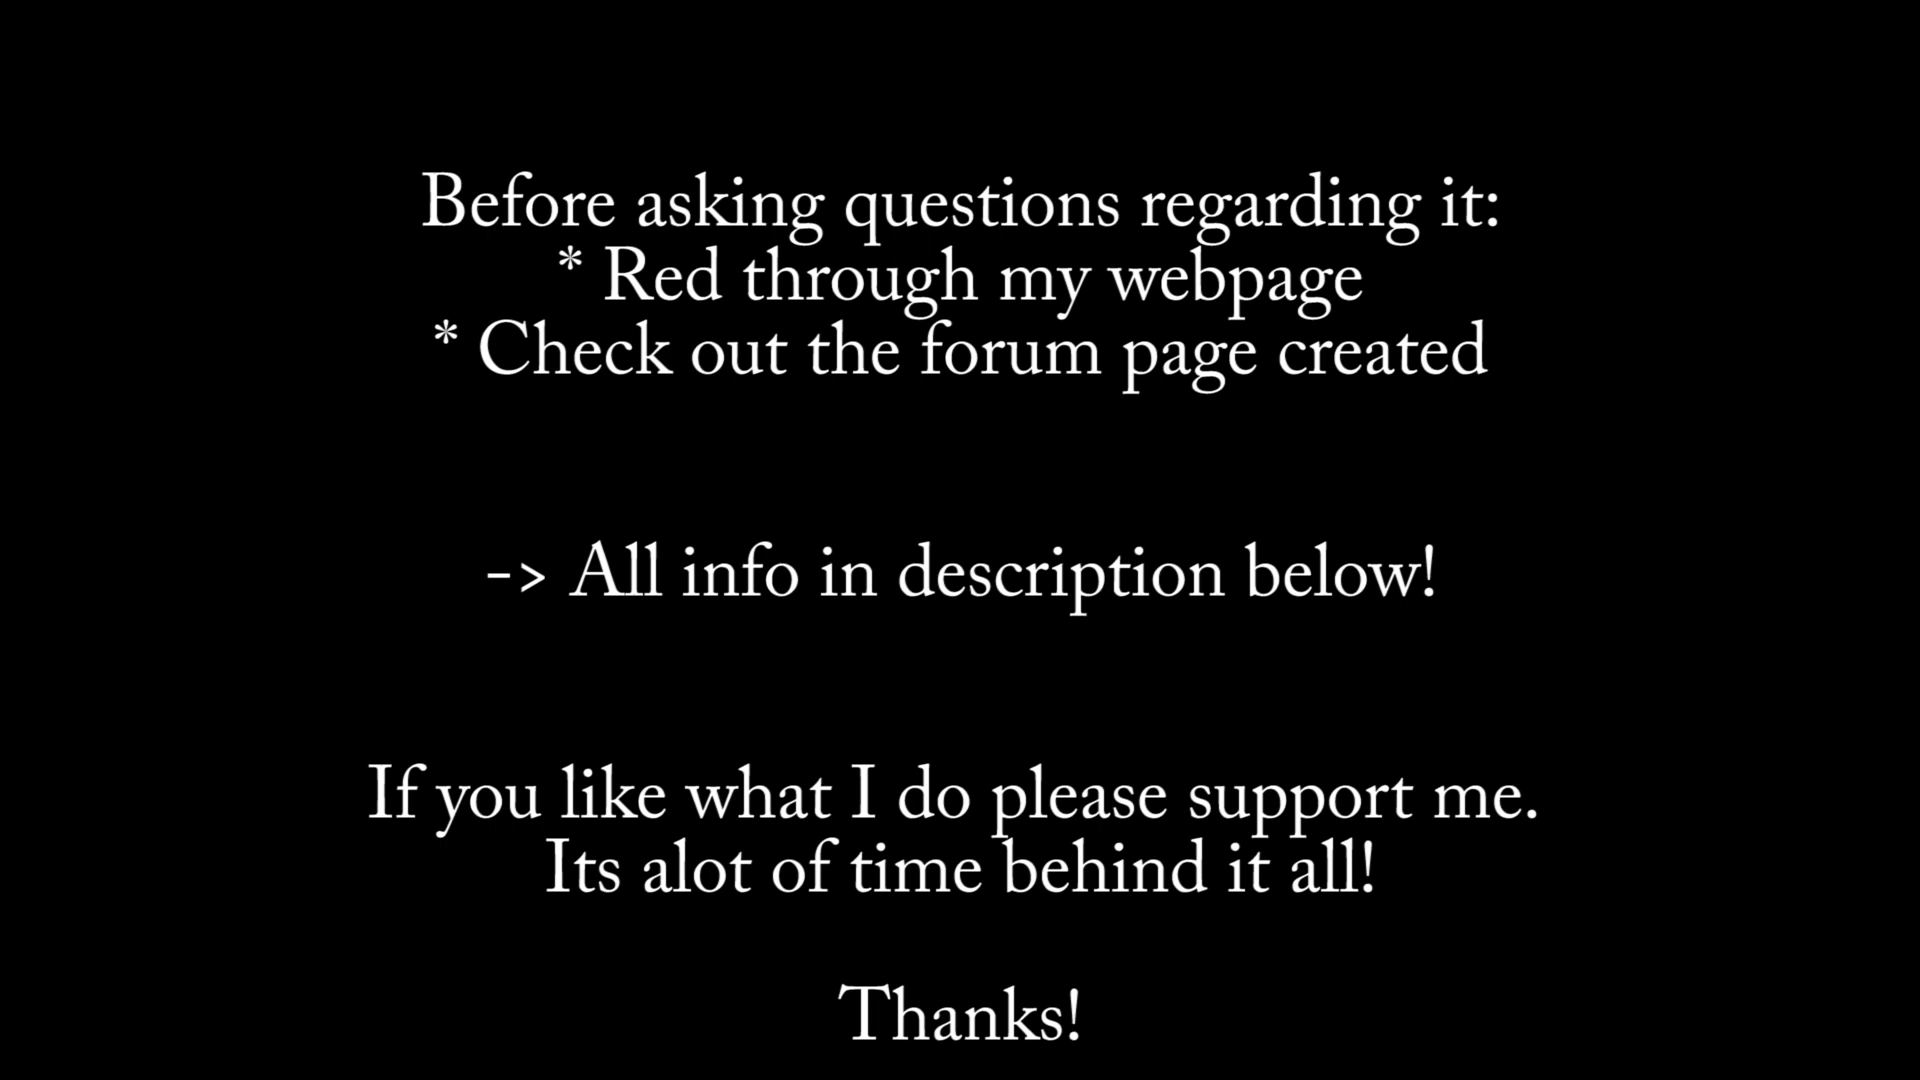 Before asking questions regarding it:
* Red through my webpage
* Check out the forum page created
-> All info in description below!
If you like what I do please support me.
Its alot of time behind it all!
Thanks!